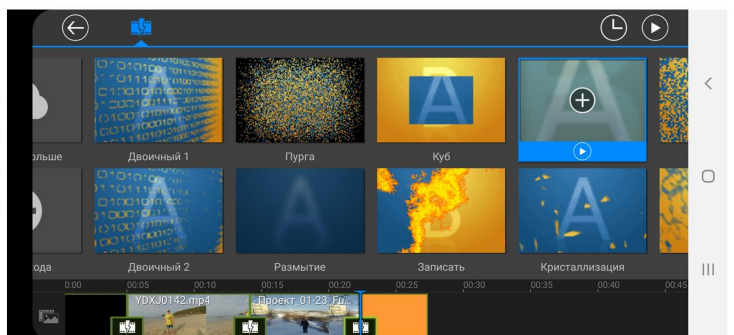 ольше
Двоичный 1
Пурга
Куб
ода
Двоичный 2
Размытие
Записать
Кристаллизация
0:00 00:05 00:10 00:15 00:20 00:25 00:30 00:35 00:40 00:45
YDXJ0142.mp4
Проект_01-23_Fu...